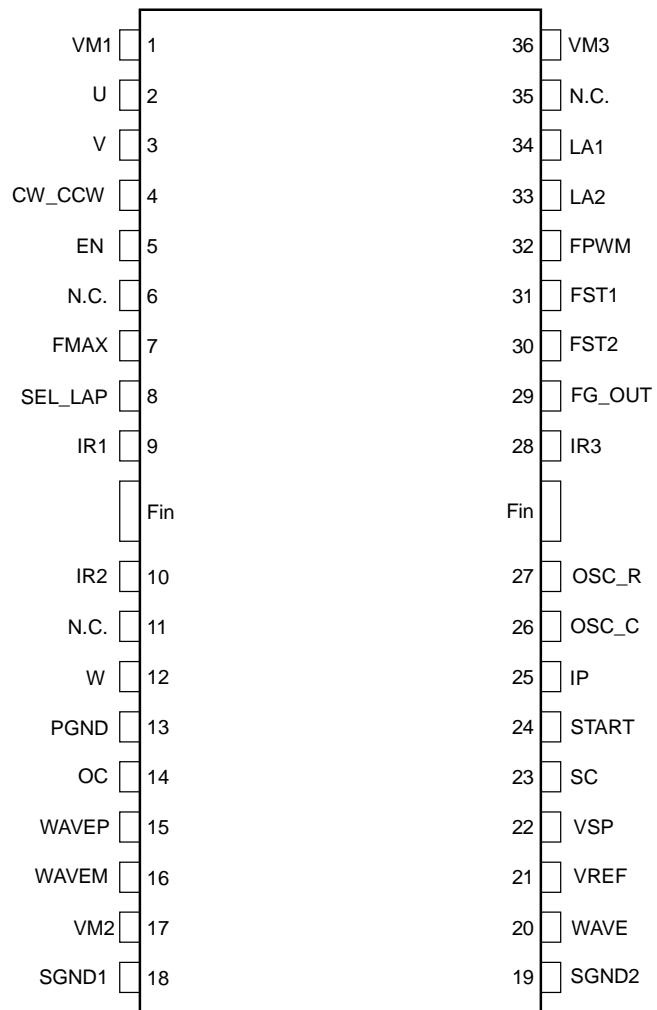 VM1 1 36 VM3
U 2 35 N.C.
V 3 34 LA1
CW_CCW 4 33 LA2
EN 5 32 FPWM
N.C. 6 31 FST1
FMAX 7 30 FST2
SEL_LAP 8 29 FG_OUT
IR1 9 28 IR3
Fin Fin
IR2 10 27 OSC_R
N.C. 11 26 OSC_C
W 12 25 IP
PGND 13 24 START
OC 14 23 SC
WAVEP 15 22 VSP
WAVEM 16 21 VREF
VM2 17 20 WAVE
SGND1 18 19 SGND2